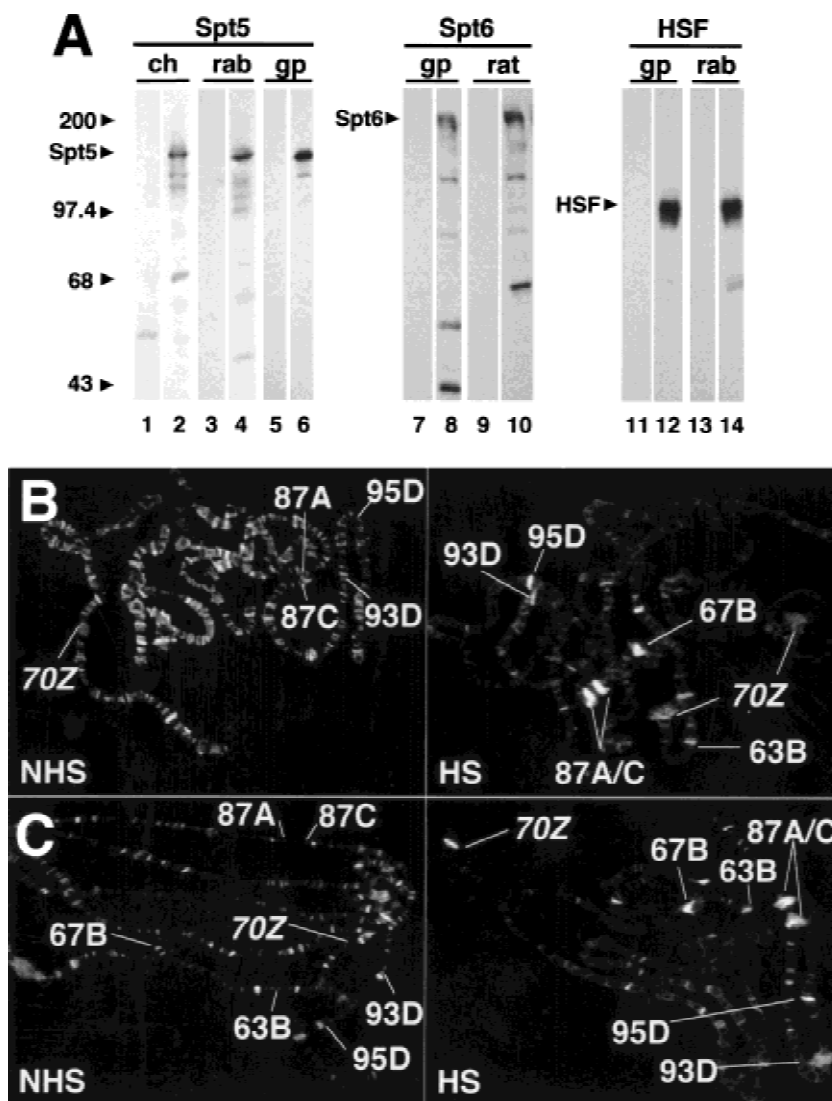 A
Spt5 Spt6 HSF
ch rab gp gp rat gp rab
200
Spt5
97.4
68
43
Spt6
HSF
1 2 3 4 5 6 7 8 9 10 11 12 13 14
B
87A 95D
87C 93D
70Z
NHS
95D
93D
67B
70Z
87A/C 63B
HS
C
87A 87C
67B 70Z
63B 93D
95D
NHS
70Z 87A/C
67B 63B
95D
93D
HS